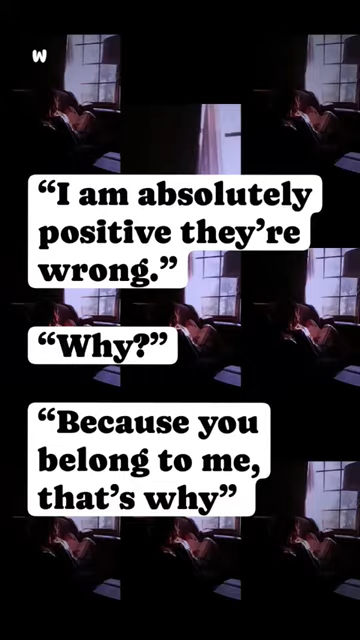 W
“I am absolutely
positive they’re
wrong.”
“Why?”
“Because you
belong to me,
that’s why”